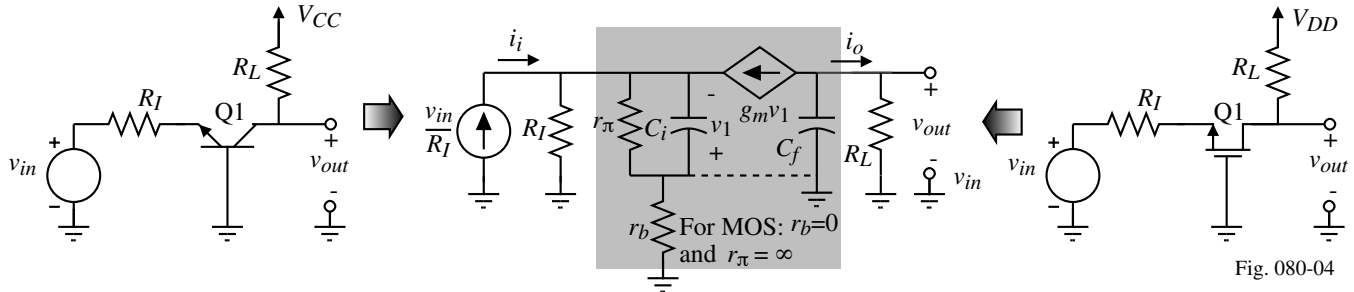 V_CC
R_L
R_I
Q1
v_in
+
−
v_out
+
-
i_i
i_o
v_in
R_I
R_I
r_π
C_i
-
v_1
+
g_m v_1
C_f
R_L
+
v_out
-
r_b
For MOS: r_b=0
and r_π = ∞
V_DD
R_L
R_I
Q1
v_in
+
−
v_in
+
v_out
-
Fig. 080-04